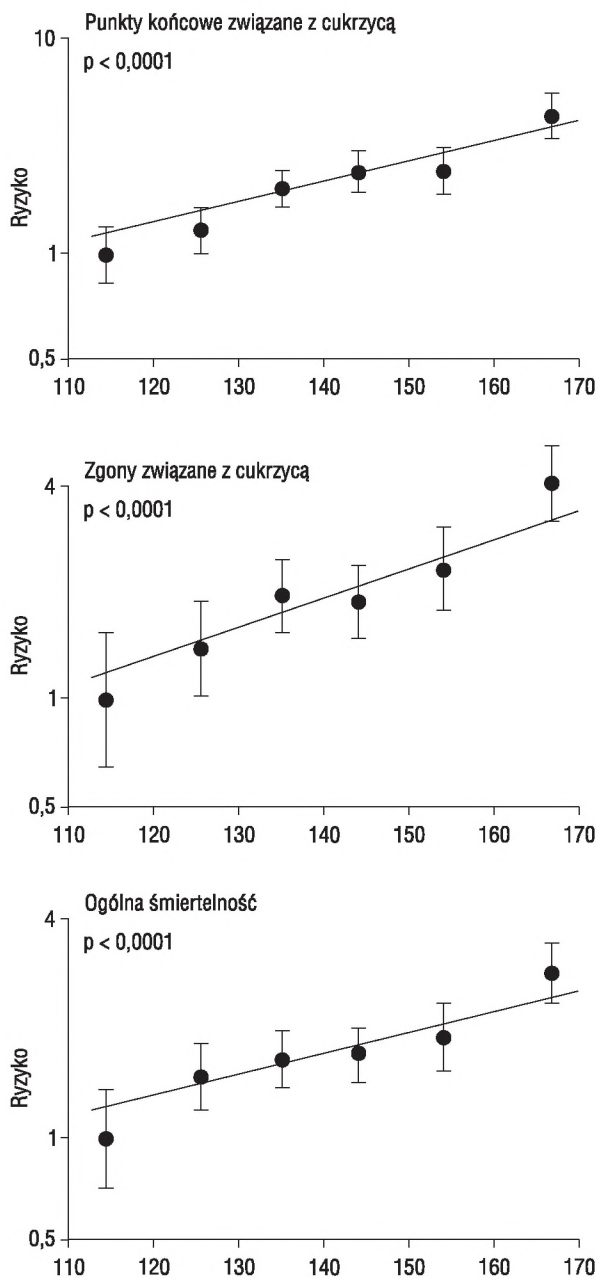 Punkty końcowe związane z cukrzycą
10
p < 0,0001
Ryzyko
1
0,5
110 120 130 140 150 160 170
Zgony związane z cukrzycą
4
p < 0,0001
Ryzyko
1
0,5
110 120 130 140 150 160 170
Ogólna śmiertelność
4
p < 0,0001
Ryzyko
1
0,5
110 120 130 140 150 160 170